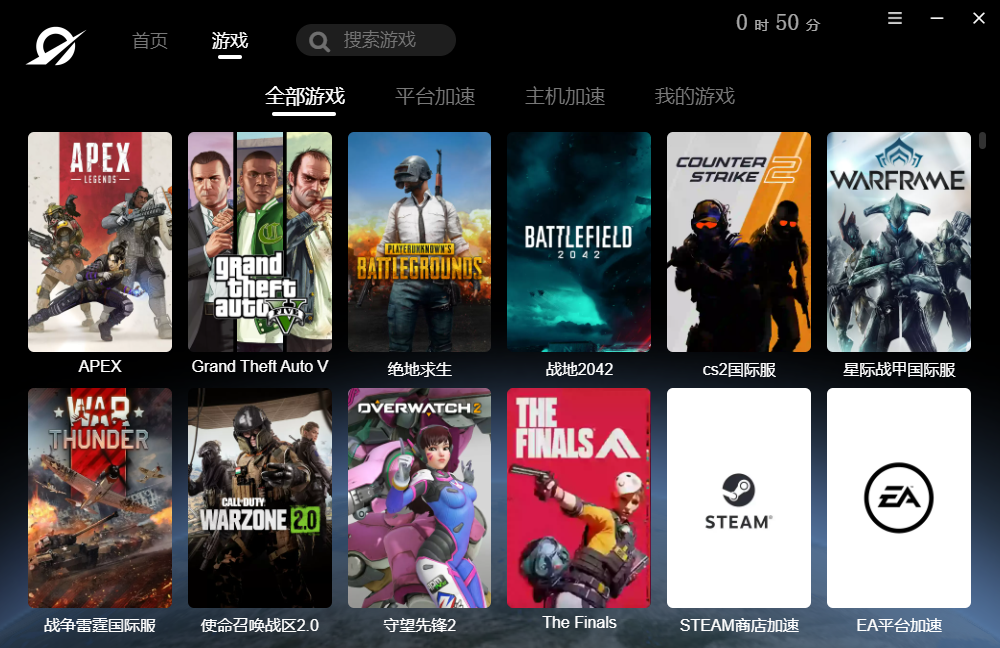 首页
游戏
搜索游戏
0 时 50 分
全部游戏
平台加速
主机加速
我的游戏
APEX
LEGENDS
grand
theft
auto V
FIVE
PLAYERUNKNOWN'S
BATTLEGROUNDS
BATTLEFIELD
2042
COUNTER
STRIKE 2
WARFRAME
APEX
Grand Theft Auto V
绝地求生
战地2042
cs2国际服
星际战甲国际服
WAR
THUNDER
CALL OF DUTY
WARZONE 2.0
OVERWATCH 2
THE
FINALS
STEAM®
EA
战争雷霆国际服
使命召唤战区2.0
守望先锋2
The Finals
STEAM商店加速
EA平台加速